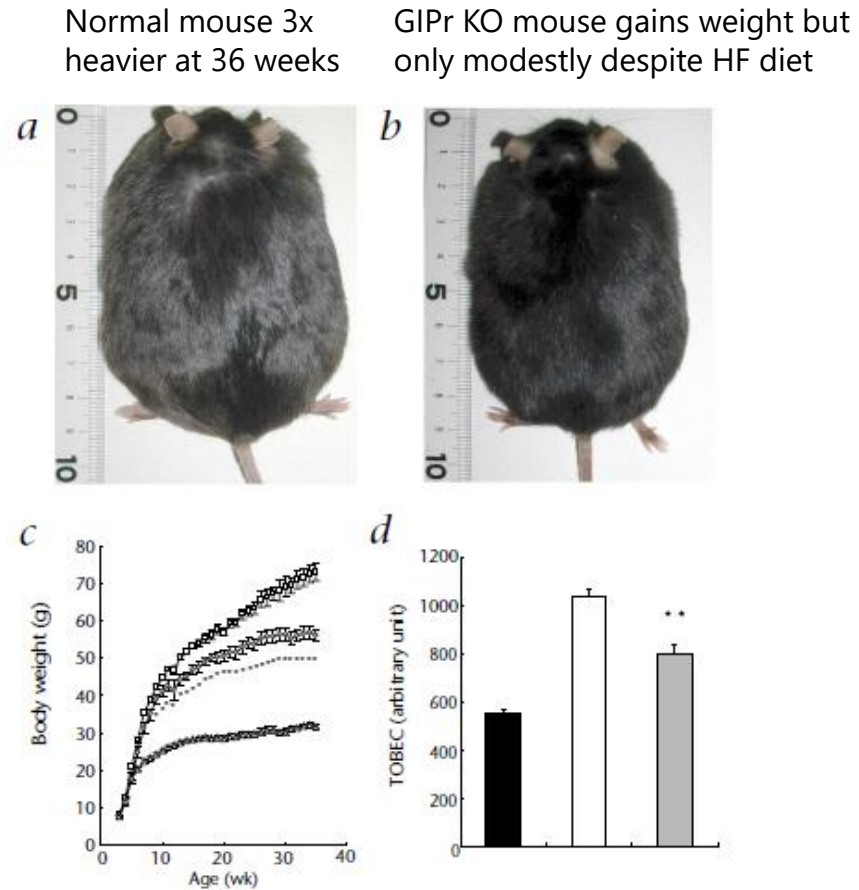 Normal mouse 3x
heavier at 36 weeks
GIPr KO mouse gains weight but
only modestly despite HF diet
a
0
5
10
b
0
5
10
c
80
70
60
50
40
30
20
10
0
Body weight (g)
0 10 20 30 40
Age (wk)
d
1200
1000
800
600
400
200
0
TOBEC (arbitrary unit)
**